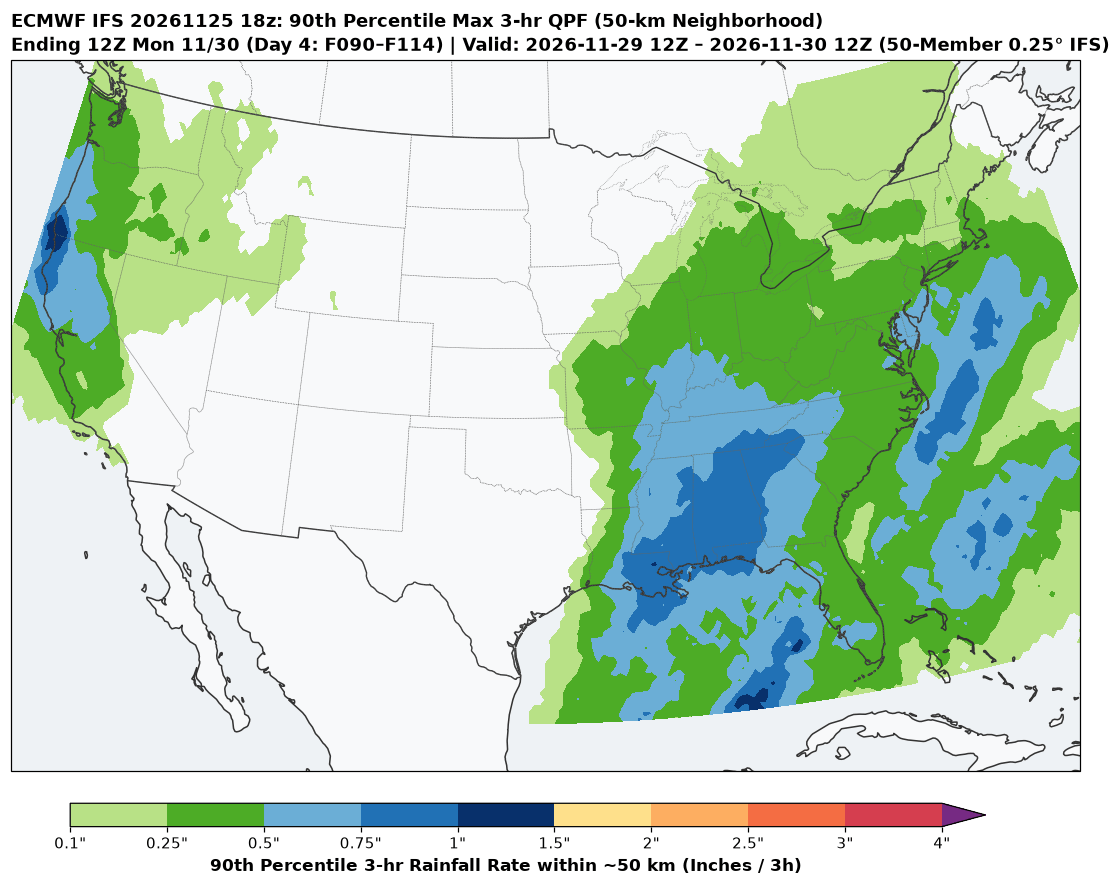 ECMWF IFS 20261125 18z: 90th Percentile Max 3-hr QPF (50-km Neighborhood)
Ending 12Z Mon 11/30 (Day 4: F090–F114) | Valid: 2026-11-29 12Z – 2026-11-30 12Z (50-Member 0.25° IFS)
0.1" 0.25" 0.5" 0.75" 1" 1.5" 2" 2.5" 3" 4"
90th Percentile 3-hr Rainfall Rate within ~50 km (Inches / 3h)